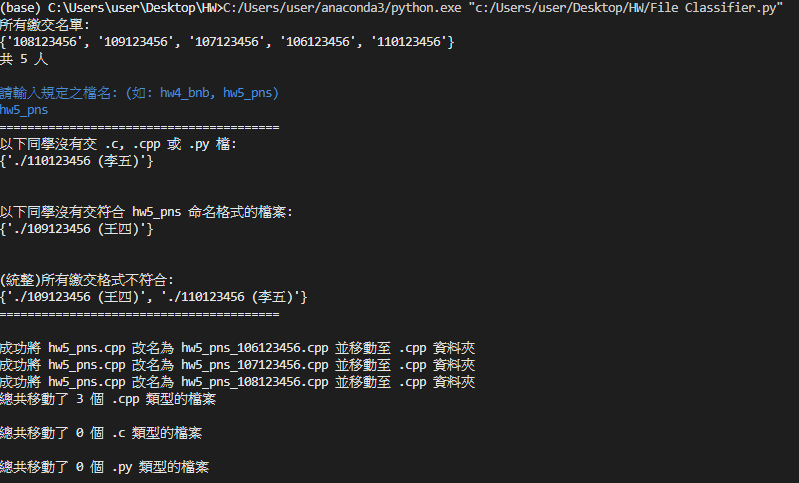 (base) C:\Users\user\Desktop\HW>C:/Users/user/anaconda3/python.exe "c:/Users/user/Desktop/HW/File Classifier.py"
所有繳交名單:
{'108123456', '109123456', '107123456', '106123456', '110123456'}
共 5 人
請輸入規定之檔名: (如: hw4_bnb, hw5_pns)
hw5_pns
========================================
以下同學沒有交 .c, .cpp 或 .py 檔:
{'./110123456 (李五)'}
以下同學沒有交符合 hw5_pns 命名格式的檔案:
{'./109123456 (王四)'}
(統整)所有繳交格式不符合:
{'./109123456 (王四)', './110123456 (李五)'}
========================================
成功將 hw5_pns.cpp 改名為 hw5_pns_106123456.cpp 並移動至 .cpp 資料夾
成功將 hw5_pns.cpp 改名為 hw5_pns_107123456.cpp 並移動至 .cpp 資料夾
成功將 hw5_pns.cpp 改名為 hw5_pns_108123456.cpp 並移動至 .cpp 資料夾
總共移動了 3 個 .cpp 類型的檔案
總共移動了 0 個 .c 類型的檔案
總共移動了 0 個 .py 類型的檔案